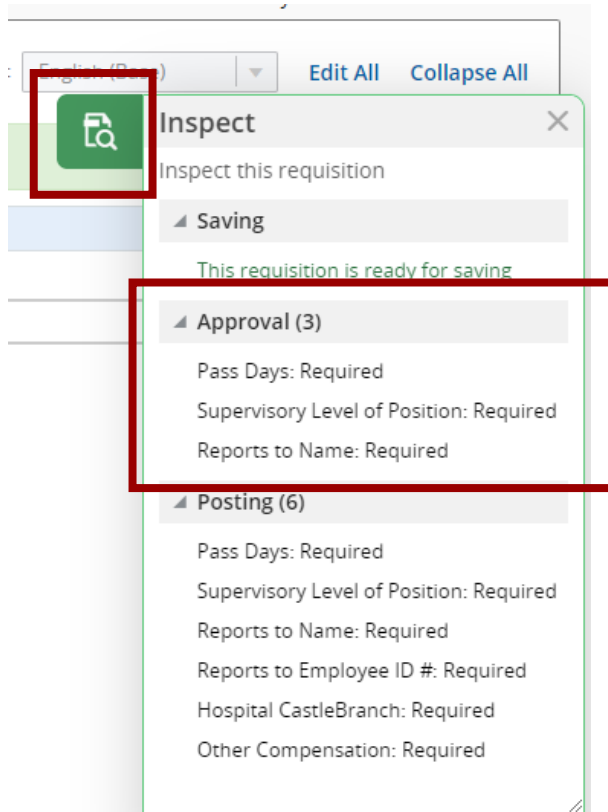 English (Base) Edit All Collapse All
Inspect
Inspect this requisition
Saving
This requisition is ready for saving
Approval (3)
Pass Days: Required
Supervisory Level of Position: Required
Reports to Name: Required
Posting (6)
Pass Days: Required
Supervisory Level of Position: Required
Reports to Name: Required
Reports to Employee ID #: Required
Hospital CastleBranch: Required
Other Compensation: Required